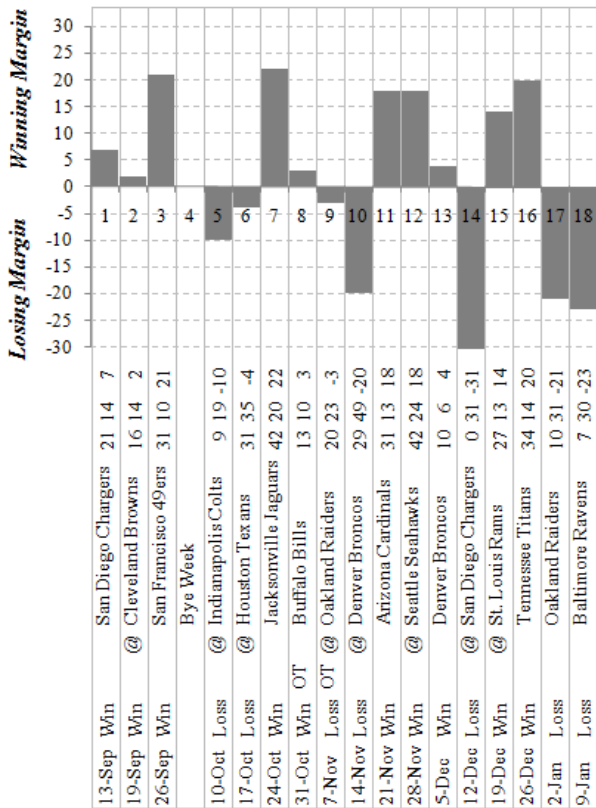 Winning Margin
Losing Margin
30
25
20
15
10
5
0
-5
-10
-15
-20
-25
-30
1 2 3 4 5 6 7 8 9 10 11 12 13 14 15 16 17 18
13-Sep Win San Diego Chargers 21 14 7
19-Sep Win @ Cleveland Browns 16 14 2
26-Sep Win San Francisco 49ers 31 10 21
Bye Week
10-Oct Loss @ Indianapolis Colts 9 19 -10
17-Oct Loss @ Houston Texans 31 35 -4
24-Oct Win Jacksonville Jaguars 42 20 22
31-Oct Win OT Buffalo Bills 13 10 3
7-Nov Loss OT @ Oakland Raiders 20 23 -3
14-Nov Loss @ Denver Broncos 29 49 -20
21-Nov Win Arizona Cardinals 31 13 18
28-Nov Win @ Seattle Seahawks 42 24 18
5-Dec Win Denver Broncos 10 6 4
12-Dec Loss @ San Diego Chargers 0 31 -31
19-Dec Win @ St. Louis Rams 27 13 14
26-Dec Win Tennessee Titans 34 14 20
2-Jan Loss Oakland Raiders 10 31 -21
9-Jan Loss Baltimore Ravens 7 30 -23